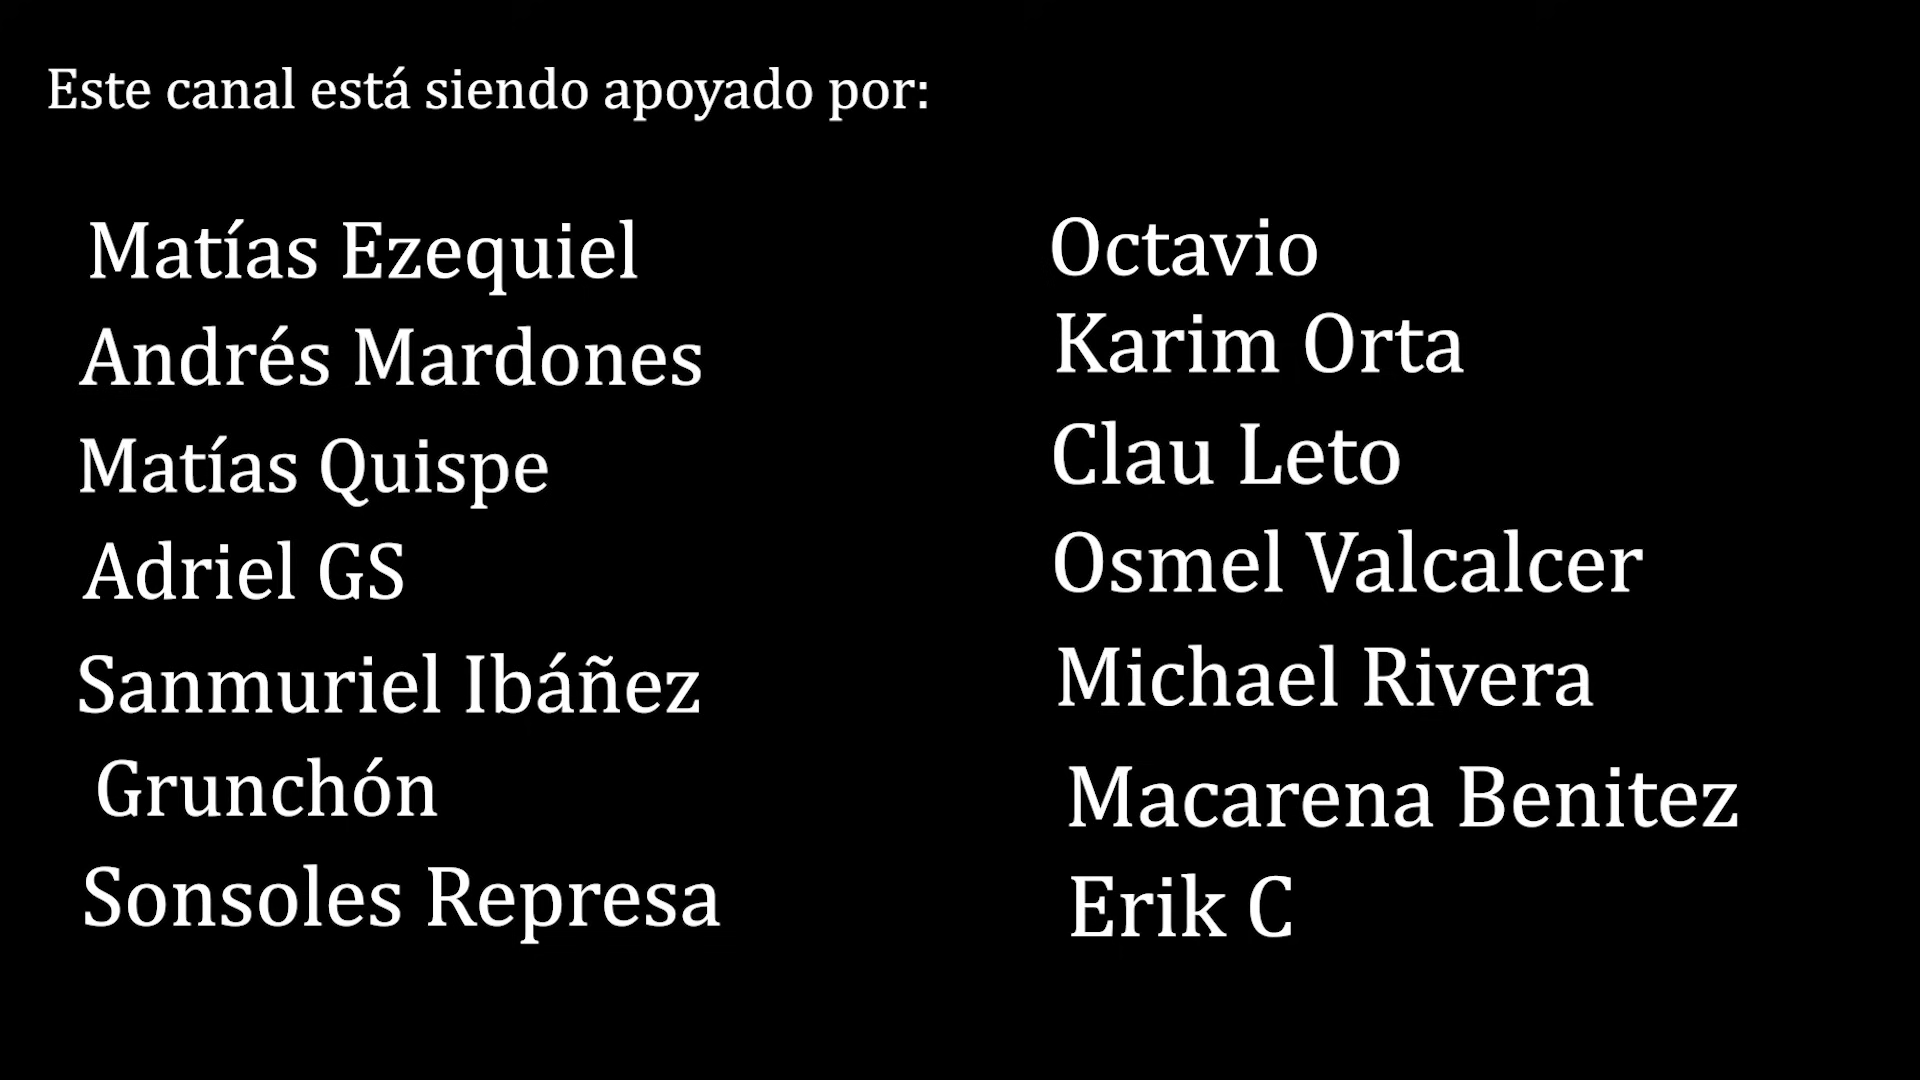 Este canal está siendo apoyado por:
Matías Ezequiel
Andrés Mardones
Matías Quispe
Adriel GS
Sanmuriel Ibáñez
Grunchón
Sonsoles Represa
Octavio
Karim Orta
Clau Leto
Osmel Valcalcer
Michael Rivera
Macarena Benitez
Erik C